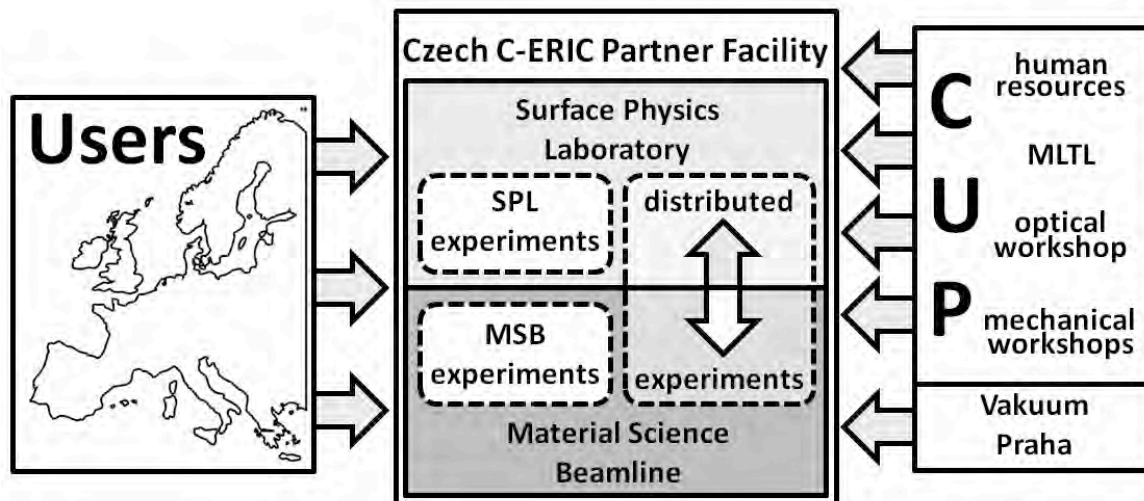 Users
Czech C-ERIC Partner Facility
Surface Physics
Laboratory
SPL
experiments
distributed
MSB
experiments
experiments
Material Science
Beamline
C
U
P
human
resources
MLTL
optical
workshop
mechanical
workshops
Vakuum
Praha